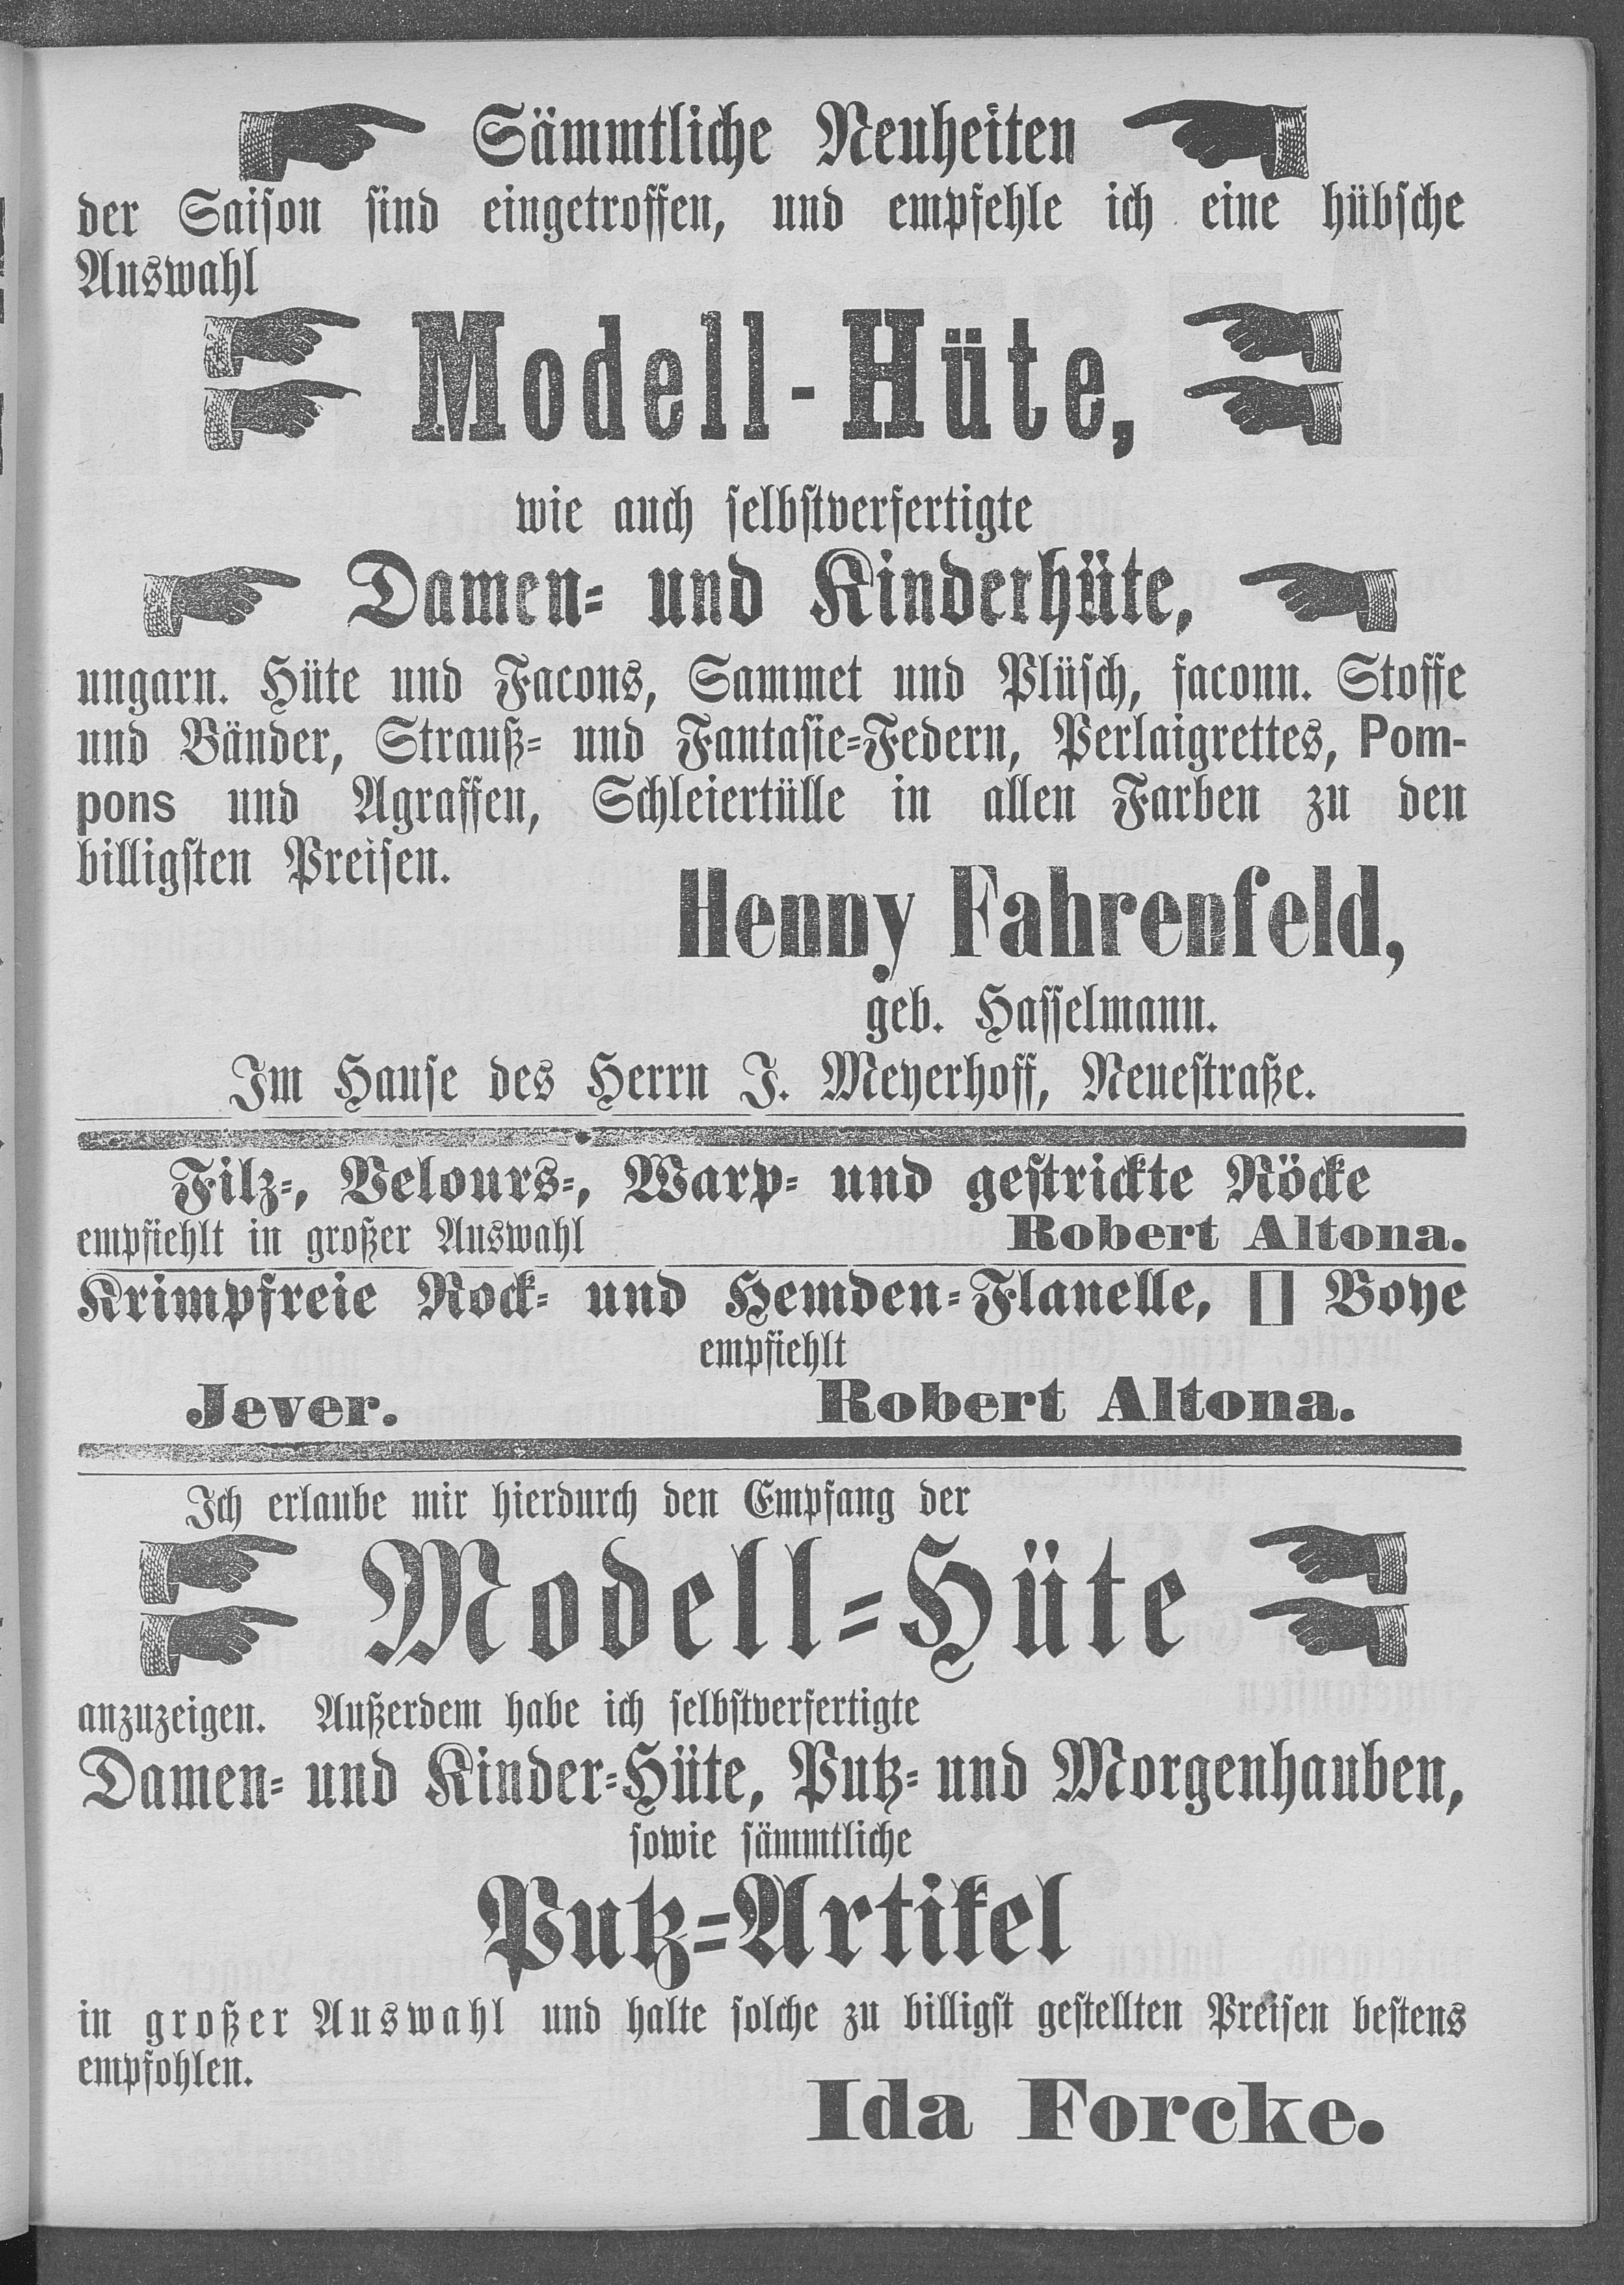 Sämmtliche Neuheiten
der Saison sind eingetroffen, und empfehle ich eine hübsche
Auswahl
Modell-Hüte,
wie auch selbstverfertigte
Damen- und Kinderhüte,
ungarn. Hüte und Facons, Sammet und Plüsch, faconn. Stoffe
und Bänder, Strauß- und Fantasie-Federn, Perlaigrettes, Pom-
pons und Agraffen, Schleiertülle in allen Farben zu den
billigsten Preisen.
Henny Fahrenfeld,
geb. Hasselmann.
Im Hause des Herrn J. Meyerhoff, Neuestraße.
Filz-, Velours-, Warp- und gestrickte Röcke
empfiehlt in großer Auswahl Robert Altona.
Krimpfreie Rock- und Hemden-Flanelle, [] Boye
empfiehlt
Jever. Robert Altona.
Ich erlaube mir hierdurch den Empfang der
Modell-Hüte
anzuzeigen. Außerdem habe ich selbstverfertigte
Damen- und Kinder-Hüte, Putz- und Morgenhauben,
sowie sämmtliche
Putz-Artikel
in großer Auswahl und halte solche zu billigst gestellten Preisen bestens
empfohlen.
Ida Forcke.